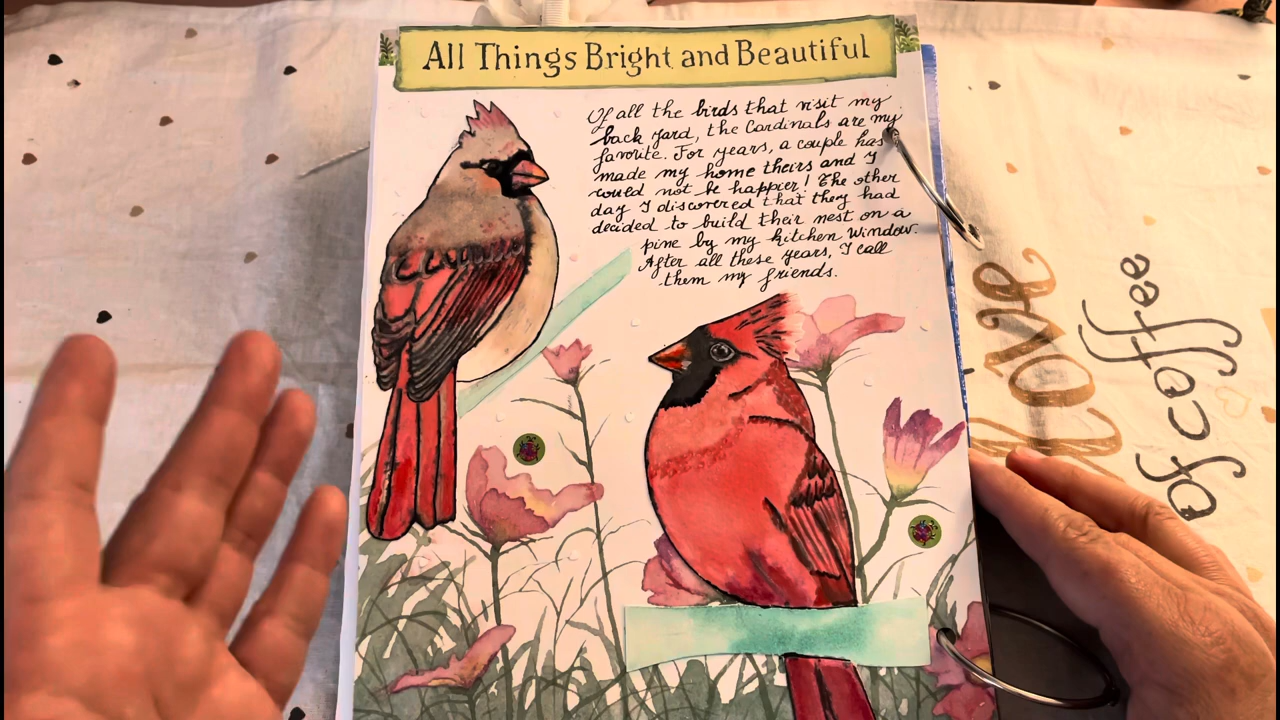 All Things Bright and Beautiful
Of all the birds that visit my
back yard, the Cardinals are my
favorite. For years, a couple has
made my home theirs and I
could not be happier! The other
day I discovered that they had
decided to build their nest on a
pine by my kitchen window.
After all these years, I call
them my friends.
Love
of coffee